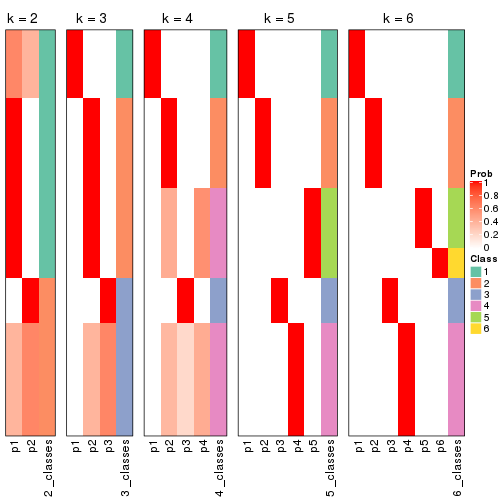 k = 2
k = 3
k = 4
k = 5
k = 6
Prob
1
0.8
0.6
0.4
0.2
0
Class
1
2
3
4
5
6
p1
p2
2_classes
p1
p2
p3
3_classes
p1
p2
p3
p4
4_classes
p1
p2
p3
p4
p5
5_classes
p1
p2
p3
p4
p5
p6
6_classes